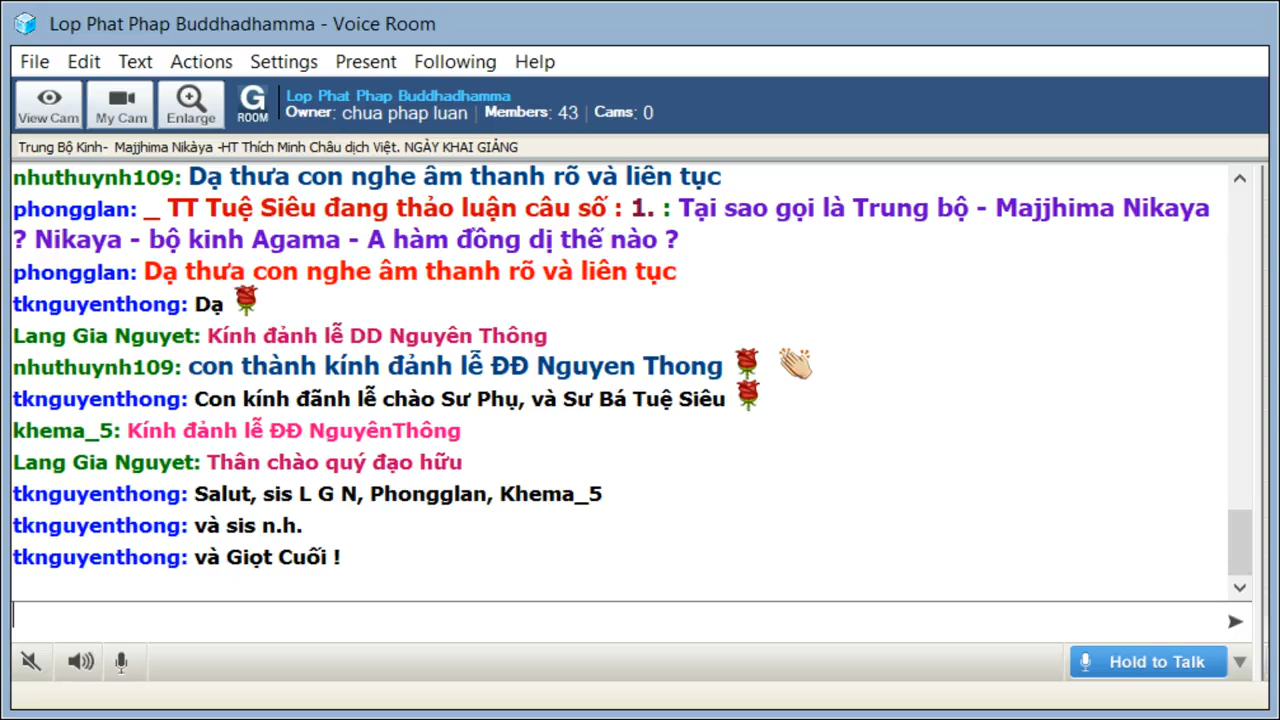 Lop Phat Phap Buddhadhamma - Voice Room
File Edit Text Actions Settings Present Following Help
View Cam My Cam Enlarge G ROOM Lop Phat Phap Buddhadhamma
Owner: chua phap luan | Members: 43 | Cams: 0
Trung Bộ Kinh- Majjhima Nikàya -HT Thích Minh Châu dịch Việt. NGÀY KHAI GIẢNG
nhuthuynh109: Dạ thưa con nghe âm thanh rõ và liên tục
phongglan: _ TT Tuệ Siêu đang thảo luận câu số : 1. : Tại sao gọi là Trung bộ - Majjhima Nikaya
? Nikaya - bộ kinh Agama - A hàm đồng dị thế nào ?
phongglan: Dạ thưa con nghe âm thanh rõ và liên tục
tknguyenthong: Dạ
Lang Gia Nguyet: Kính đảnh lễ DD Nguyên Thông
nhuthuynh109: con thành kính đảnh lễ ĐĐ Nguyen Thong
tknguyenthong: Con kính đãnh lễ chào Sư Phụ, và Sư Bá Tuệ Siêu
khema_5: Kính đảnh lễ ĐĐ NguyênThông
Lang Gia Nguyet: Thân chào quý đạo hữu
tknguyenthong: Salut, sis L G N, Phongglan, Khema_5
tknguyenthong: và sis n.h.
tknguyenthong: và Giọt Cuối !
Hold to Talk